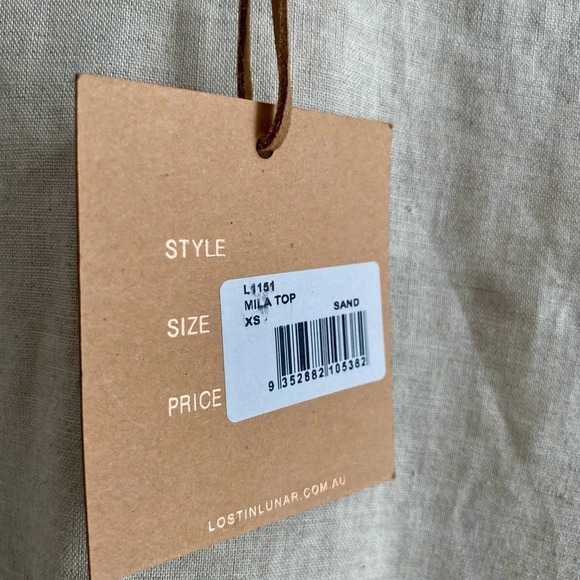 STYLE
L1151
MILA TOP
SAND
SIZE
XS
9 352882 105382
PRICE
LOSTINLUNAR.COM.AU